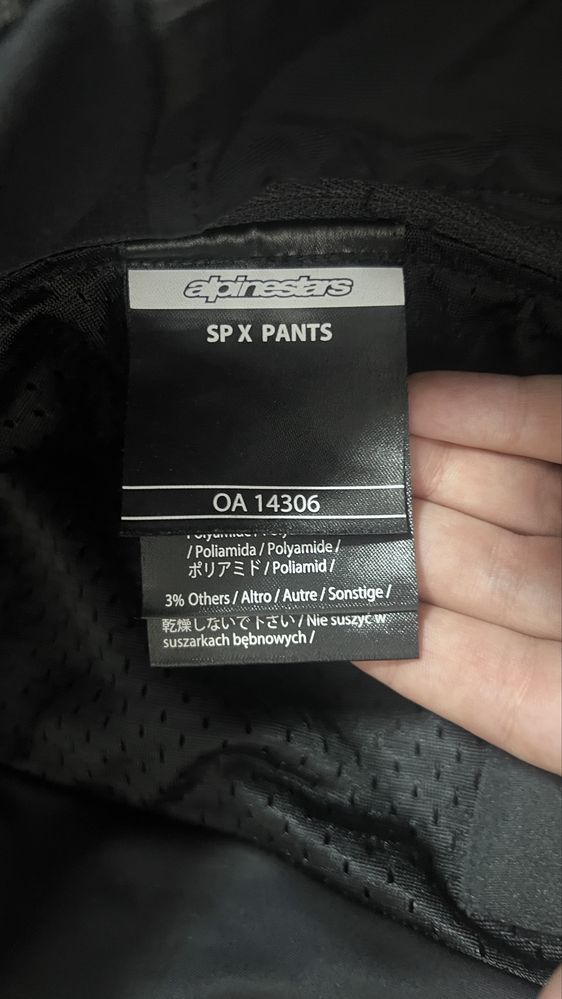 alpinestars
SP X PANTS
OA 14306
/ Poliamida / Polyamide /
ポリアミド / Poliamid /
3% Others / Altro / Autre / Sonstige /
乾燥しないで下さい / Nie suszyć w
suszarkach bębnowych /